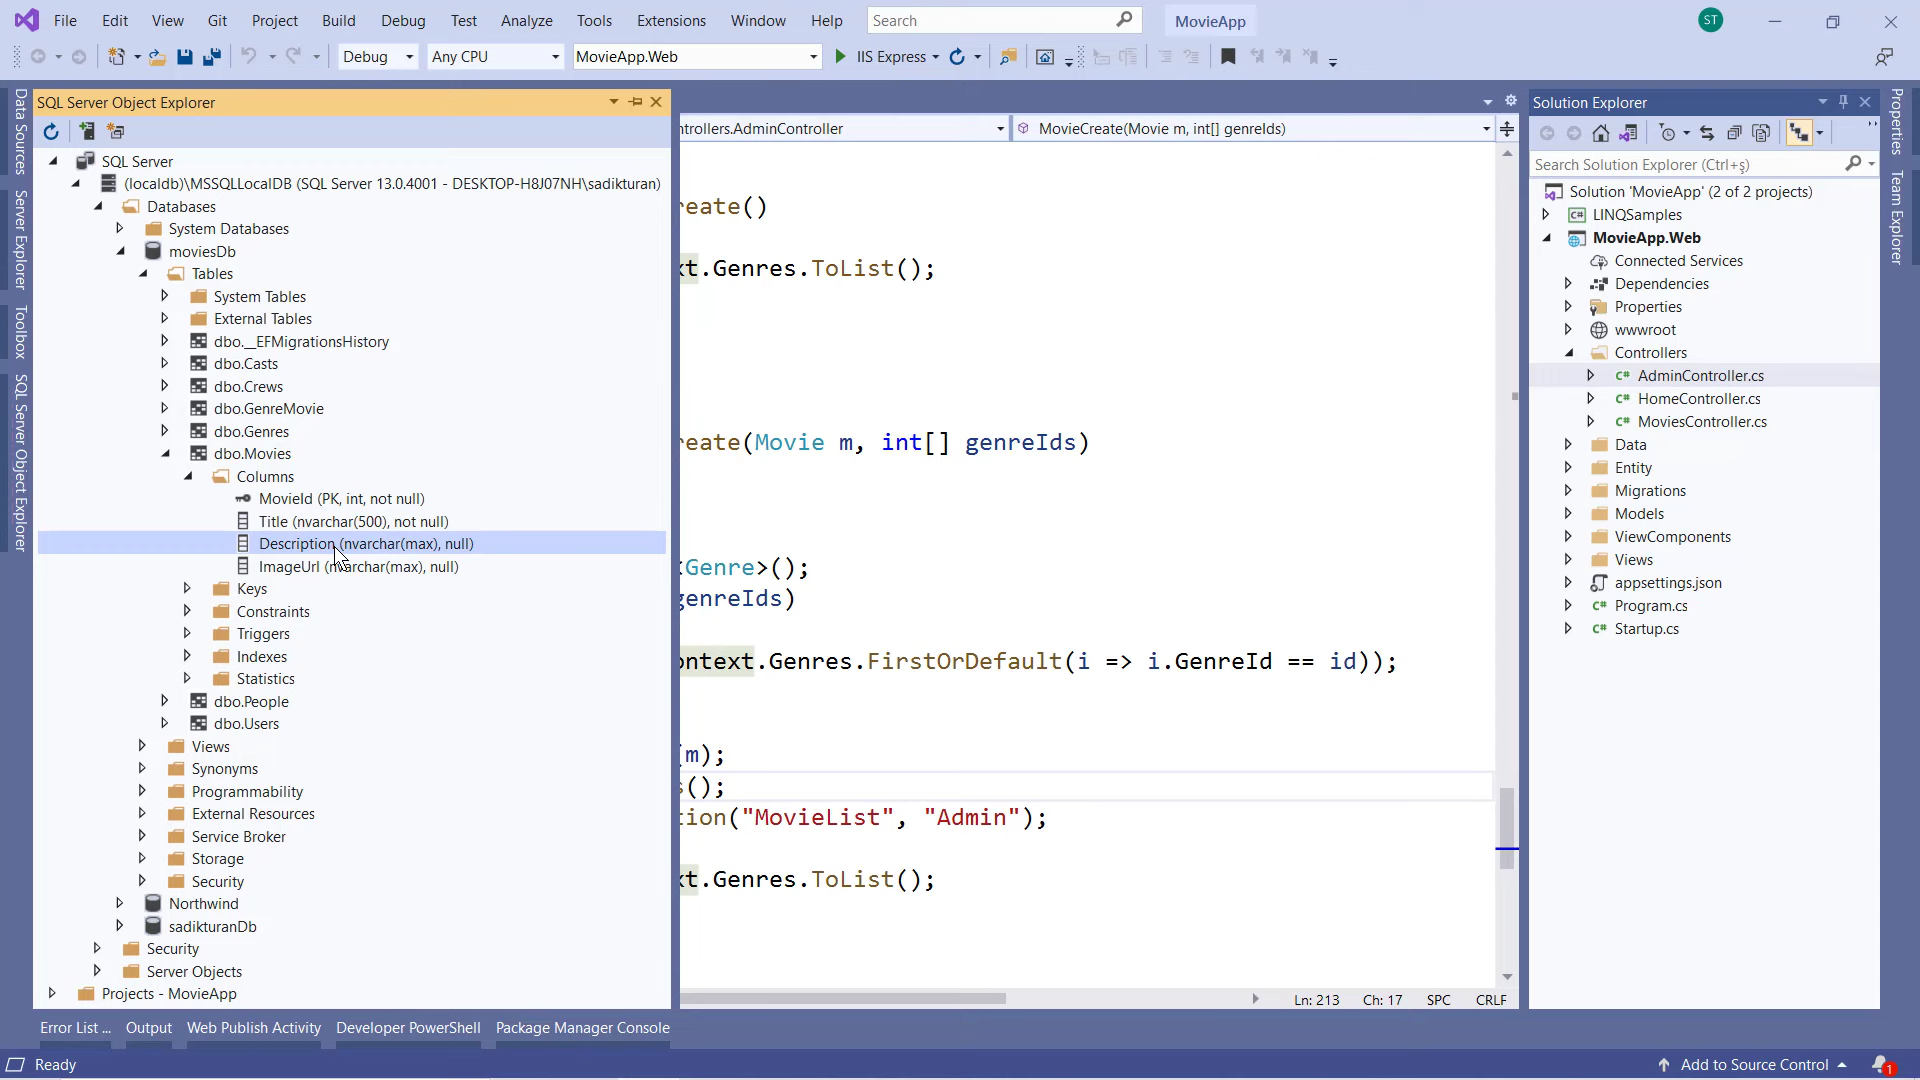 File Edit View Git Project Build Debug Test Analyze Tools Extensions Window Help Search MovieApp ST
Debug Any CPU MovieApp.Web IIS Express
Data Sources
Server Explorer
Toolbox
SQL Server Object Explorer
SQL Server Object Explorer
SQL Server
(localdb)\MSSQLLocalDB (SQL Server 13.0.4001 - DESKTOP-H8J07NH\sadikturan)
Databases
System Databases
moviesDb
Tables
System Tables
External Tables
dbo.__EFMigrationsHistory
dbo.Casts
dbo.Crews
dbo.GenreMovie
dbo.Genres
dbo.Movies
Columns
MovieId (PK, int, not null)
Title (nvarchar(500), not null)
Description (nvarchar(max), null)
ImageUrl (nvarchar(max), null)
Keys
Constraints
Triggers
Indexes
Statistics
dbo.People
dbo.Users
Views
Synonyms
Programmability
External Resources
Service Broker
Storage
Security
Northwind
sadikturanDb
Security
Server Objects
Projects - MovieApp
ntrollers.AdminController MovieCreate(Movie m, int[] genreIds)
reate()
xt.Genres.ToList();
reate(Movie m, int[] genreIds)
<Genre>();
genreIds)
ontext.Genres.FirstOrDefault(i => i.GenreId == id));
(m);
s();
tion("MovieList", "Admin");
xt.Genres.ToList();
Ln: 213 Ch: 17 SPC CRLF
Solution Explorer
Search Solution Explorer (Ctrl+ş)
Solution 'MovieApp' (2 of 2 projects)
LINQSamples
MovieApp.Web
Connected Services
Dependencies
Properties
wwwroot
Controllers
AdminController.cs
HomeController.cs
MoviesController.cs
Data
Entity
Migrations
Models
ViewComponents
Views
appsettings.json
Program.cs
Startup.cs
Properties
Team Explorer
Error List ... Output Web Publish Activity Developer PowerShell Package Manager Console
Ready Add to Source Control 1